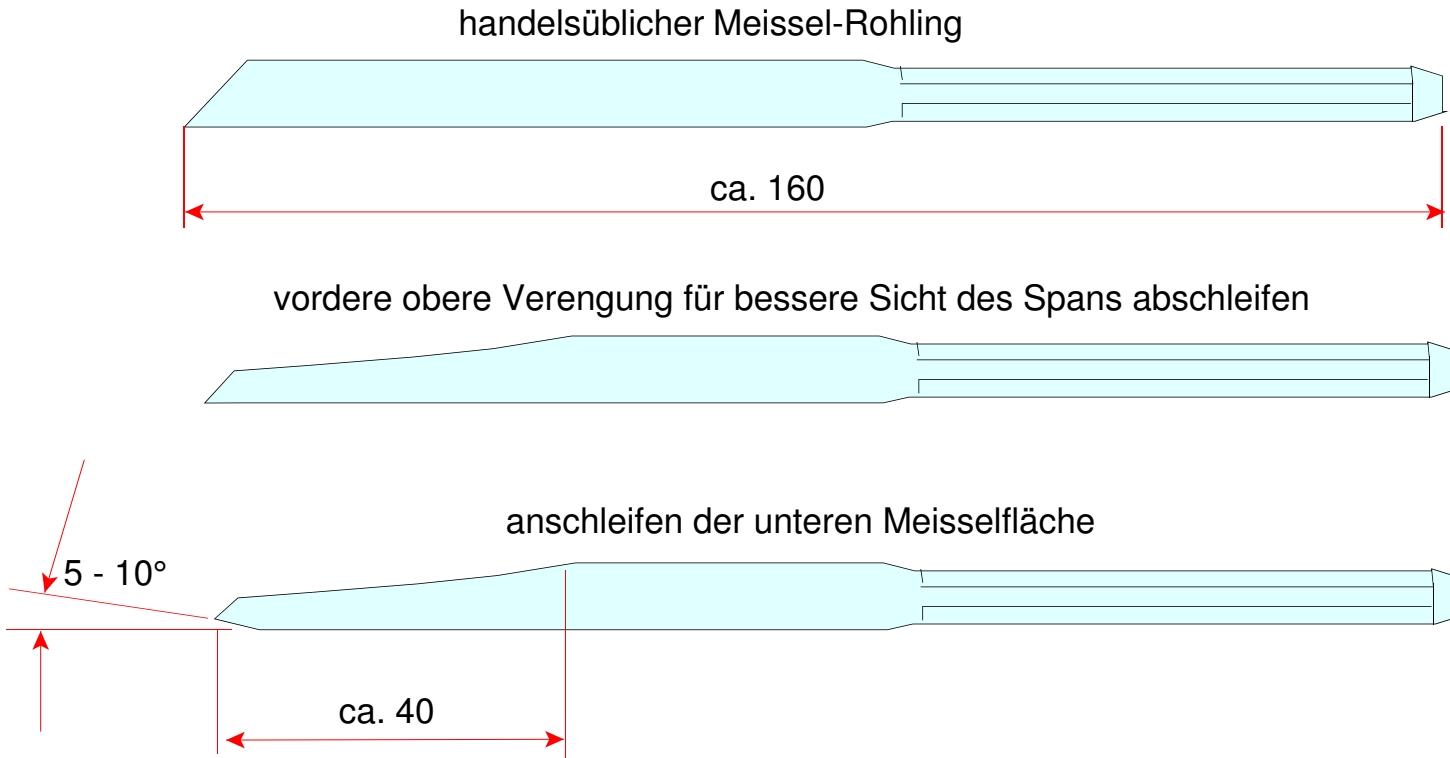 handelsüblicher Meissel-Rohling
ca. 160
vordere obere Verengung für bessere Sicht des Spans abschleifen
anschleifen der unteren Meisselfläche
5 - 10°
ca. 40